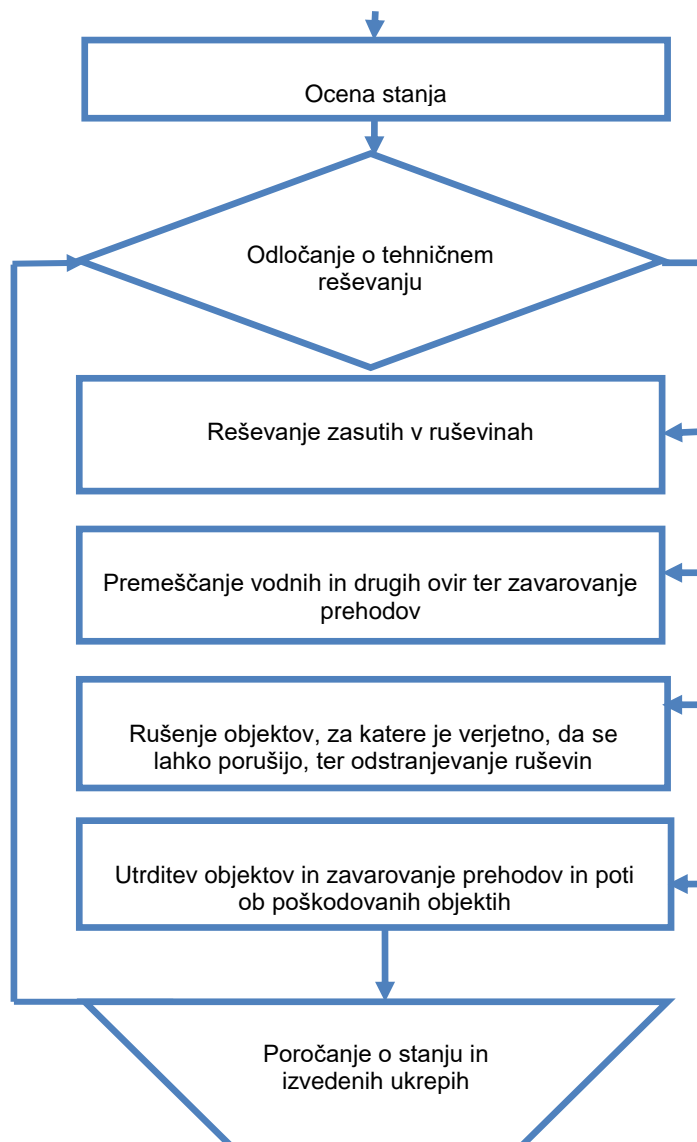 Ocena stanja
Odločanje o tehničnem
reševanju
Reševanje zasutih v ruševinah
Premeščanje vodnih in drugih ovir ter zavarovanje
prehodov
Rušenje objektov, za katere je verjetno, da se
lahko porušijo, ter odstranjevanje ruševin
Utrditev objektov in zavarovanje prehodov in poti
ob poškodovanih objektih
Poročanje o stanju in
izvedenih ukrepih